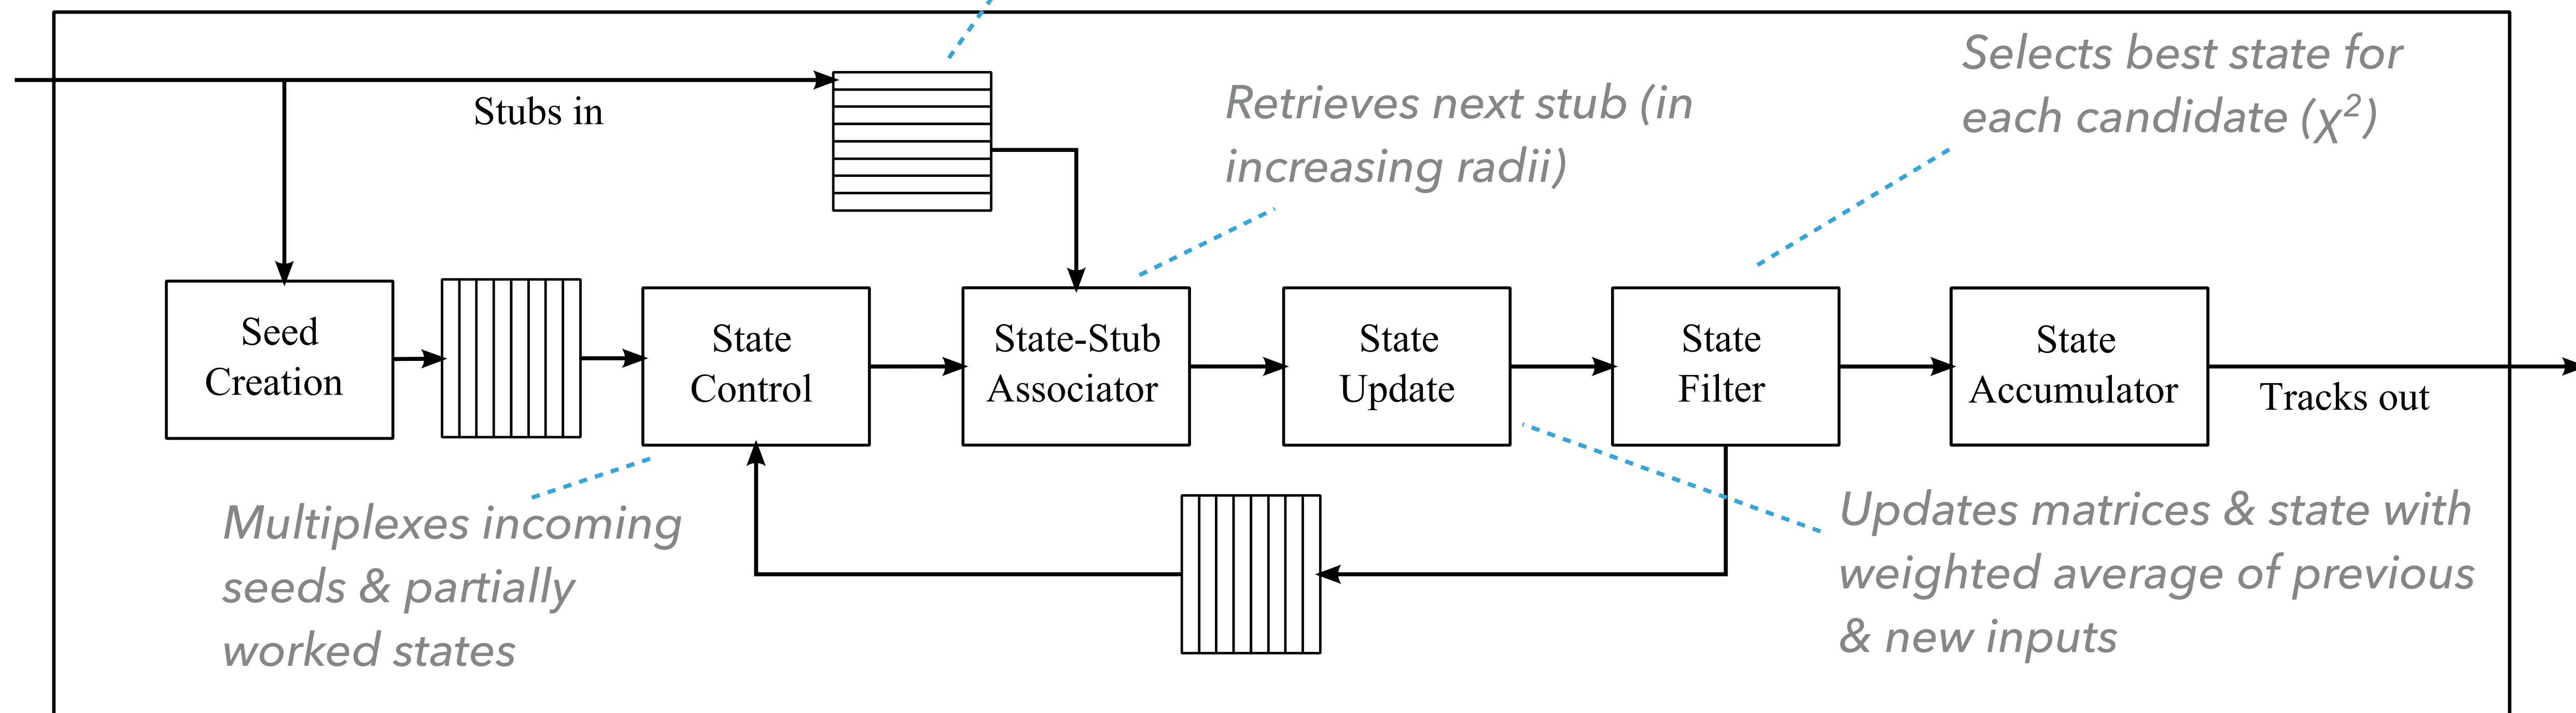 Stubs in
Retrieves next stub (in
increasing radii)
Selects best state for
each candidate (χ²)
Seed
Creation
State
Control
State-Stub
Associator
State
Update
State
Filter
State
Accumulator
Tracks out
Multiplexes incoming
seeds & partially
worked states
Updates matrices & state with
weighted average of previous
& new inputs